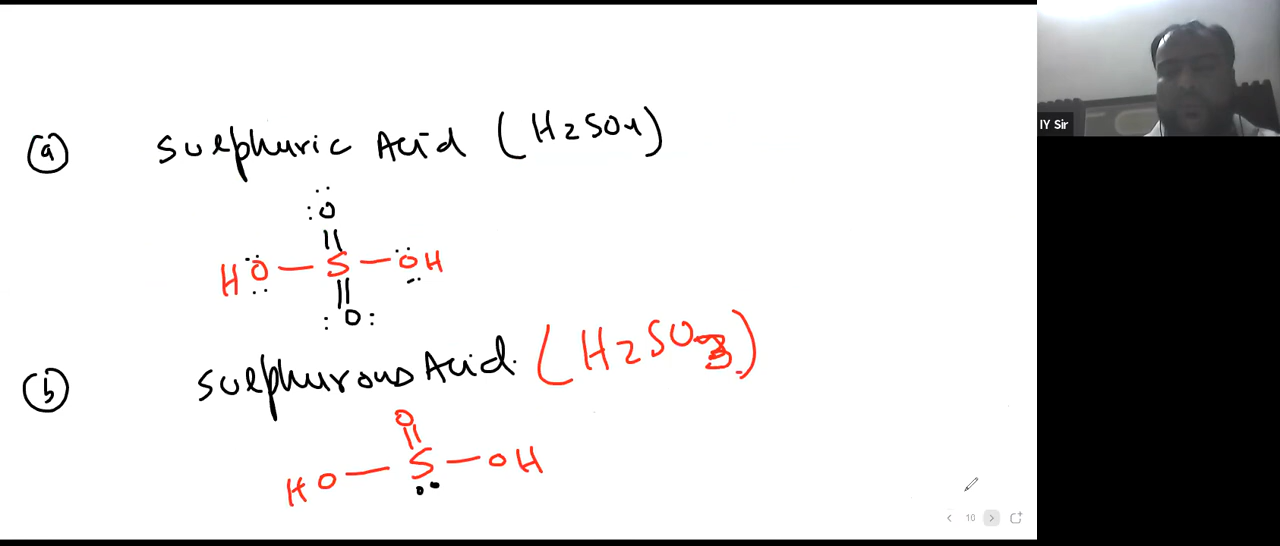 (a) Sulphuric Acid (H2SO4)
IY Sir
:O
||
HO — S — OH
||
:O:
(b) Sulphurous Acid. (H2SO3)
O
||
HO — S — OH
10